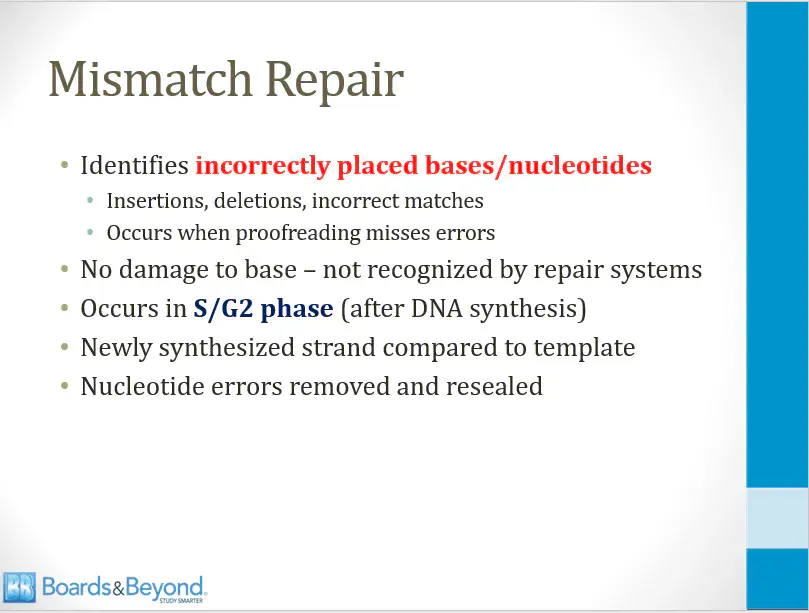 Mismatch Repair
• Identifies incorrectly placed bases/nucleotides
• Insertions, deletions, incorrect matches
• Occurs when proofreading misses errors
• No damage to base – not recognized by repair systems
• Occurs in S/G2 phase (after DNA synthesis)
• Newly synthesized strand compared to template
• Nucleotide errors removed and resealed
BB Boards&Beyond.
STUDY SMARTER